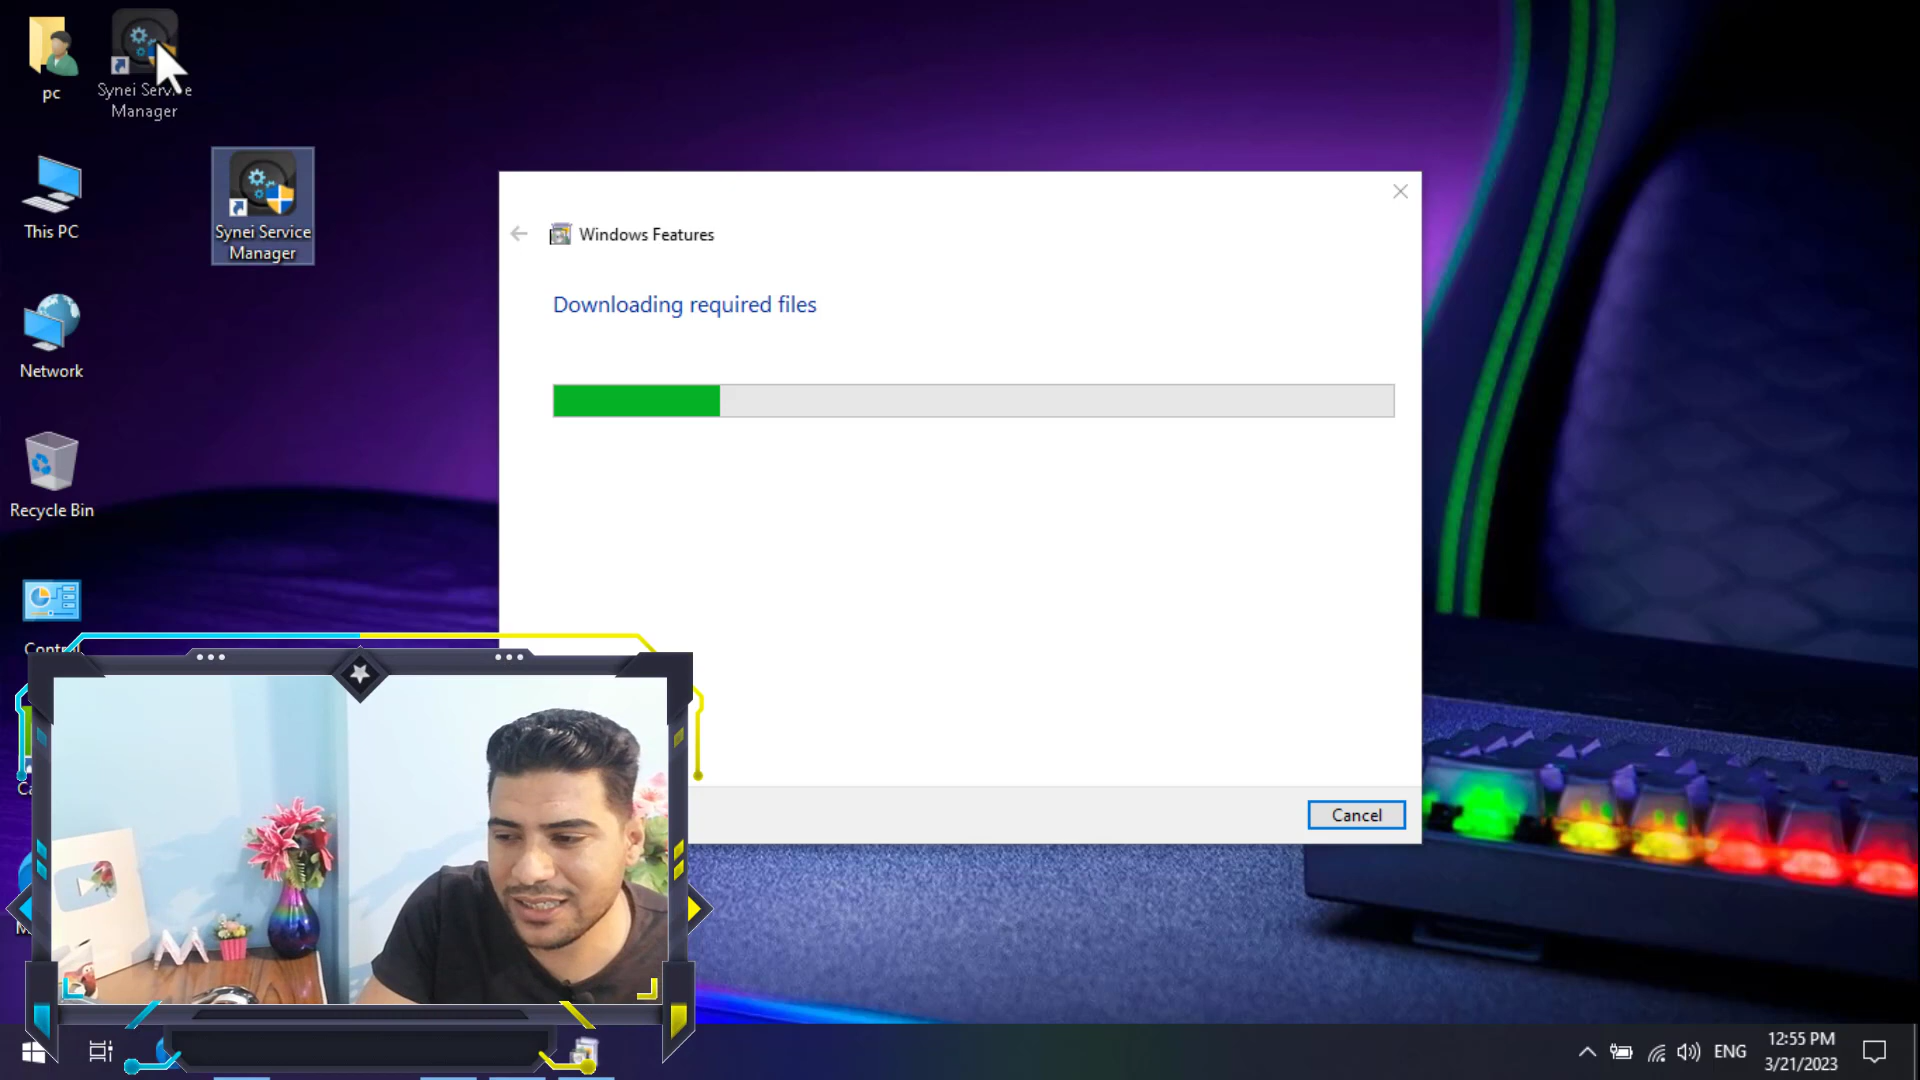 pc
Synei Serv
Manager
This PC
Synei Service
Manager
Network
Recycle Bin
Windows Features
Downloading required files
Cancel
ENG
12:55 PM
3/21/2023